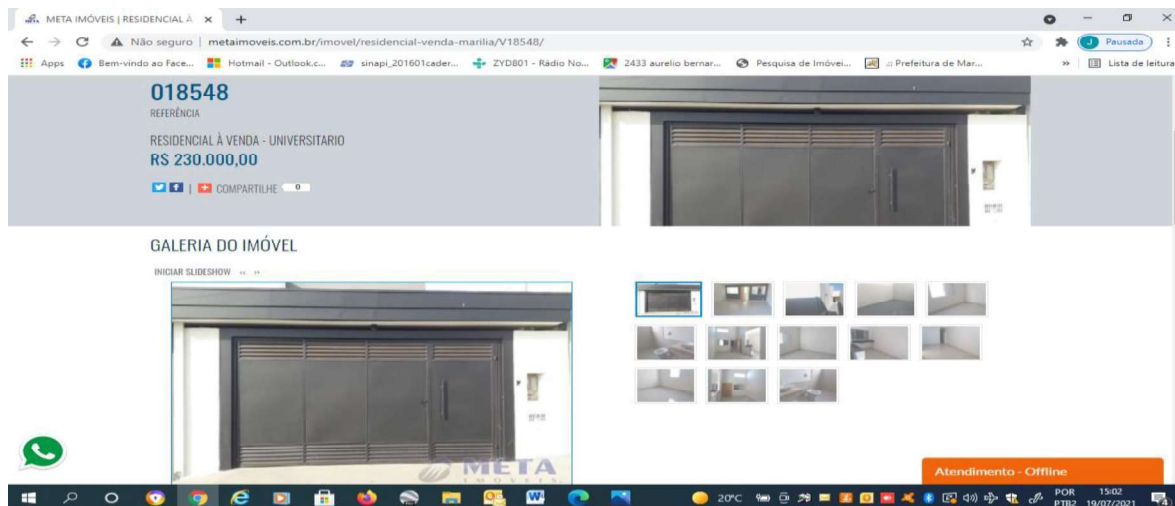 META IMÓVEIS | RESIDENCIAL À
Não seguro | metaimoveis.com.br/imovel/residencial-venda-marilia/V18548/
J Pausada
Apps Bem-vindo ao Face... Hotmail - Outlook.c... sinapi_201601cader... ZYD801 - Rádio No... 2433 aurelio bernar... Pesquisa de Imóvei... Prefeitura de Mar... » Lista de leitura
018548
REFERÊNCIA
RESIDENCIAL À VENDA - UNIVERSITARIO
R$ 230.000,00
| COMPARTILHE 0
GALERIA DO IMÓVEL
INICIAR SLIDESHOW ‹‹ ››
META
IMÓVEIS
Atendimento - Offline
20°C POR 15:02
PTB2 19/07/2021